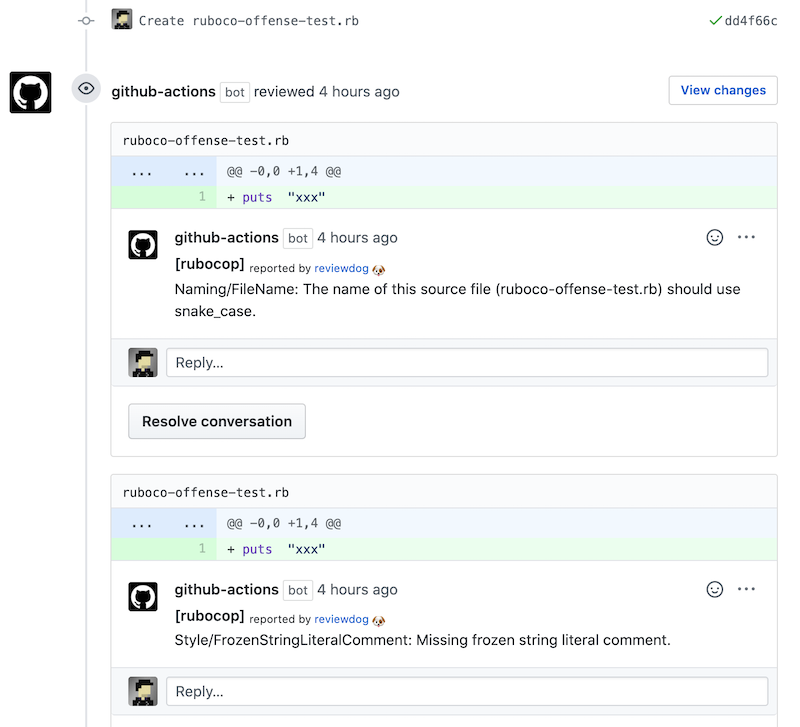 Create ruboco-offense-test.rb dd4f66c
github-actions bot reviewed 4 hours ago View changes
ruboco-offense-test.rb
... ... @@ -0,0 +1,4 @@
1 + puts  "xxx"
github-actions bot 4 hours ago
[rubocop] reported by reviewdog 🐶
Naming/FileName: The name of this source file (ruboco-offense-test.rb) should use
snake_case.
Reply...
Resolve conversation
ruboco-offense-test.rb
... ... @@ -0,0 +1,4 @@
1 + puts  "xxx"
github-actions bot 4 hours ago
[rubocop] reported by reviewdog 🐶
Style/FrozenStringLiteralComment: Missing frozen string literal comment.
Reply...